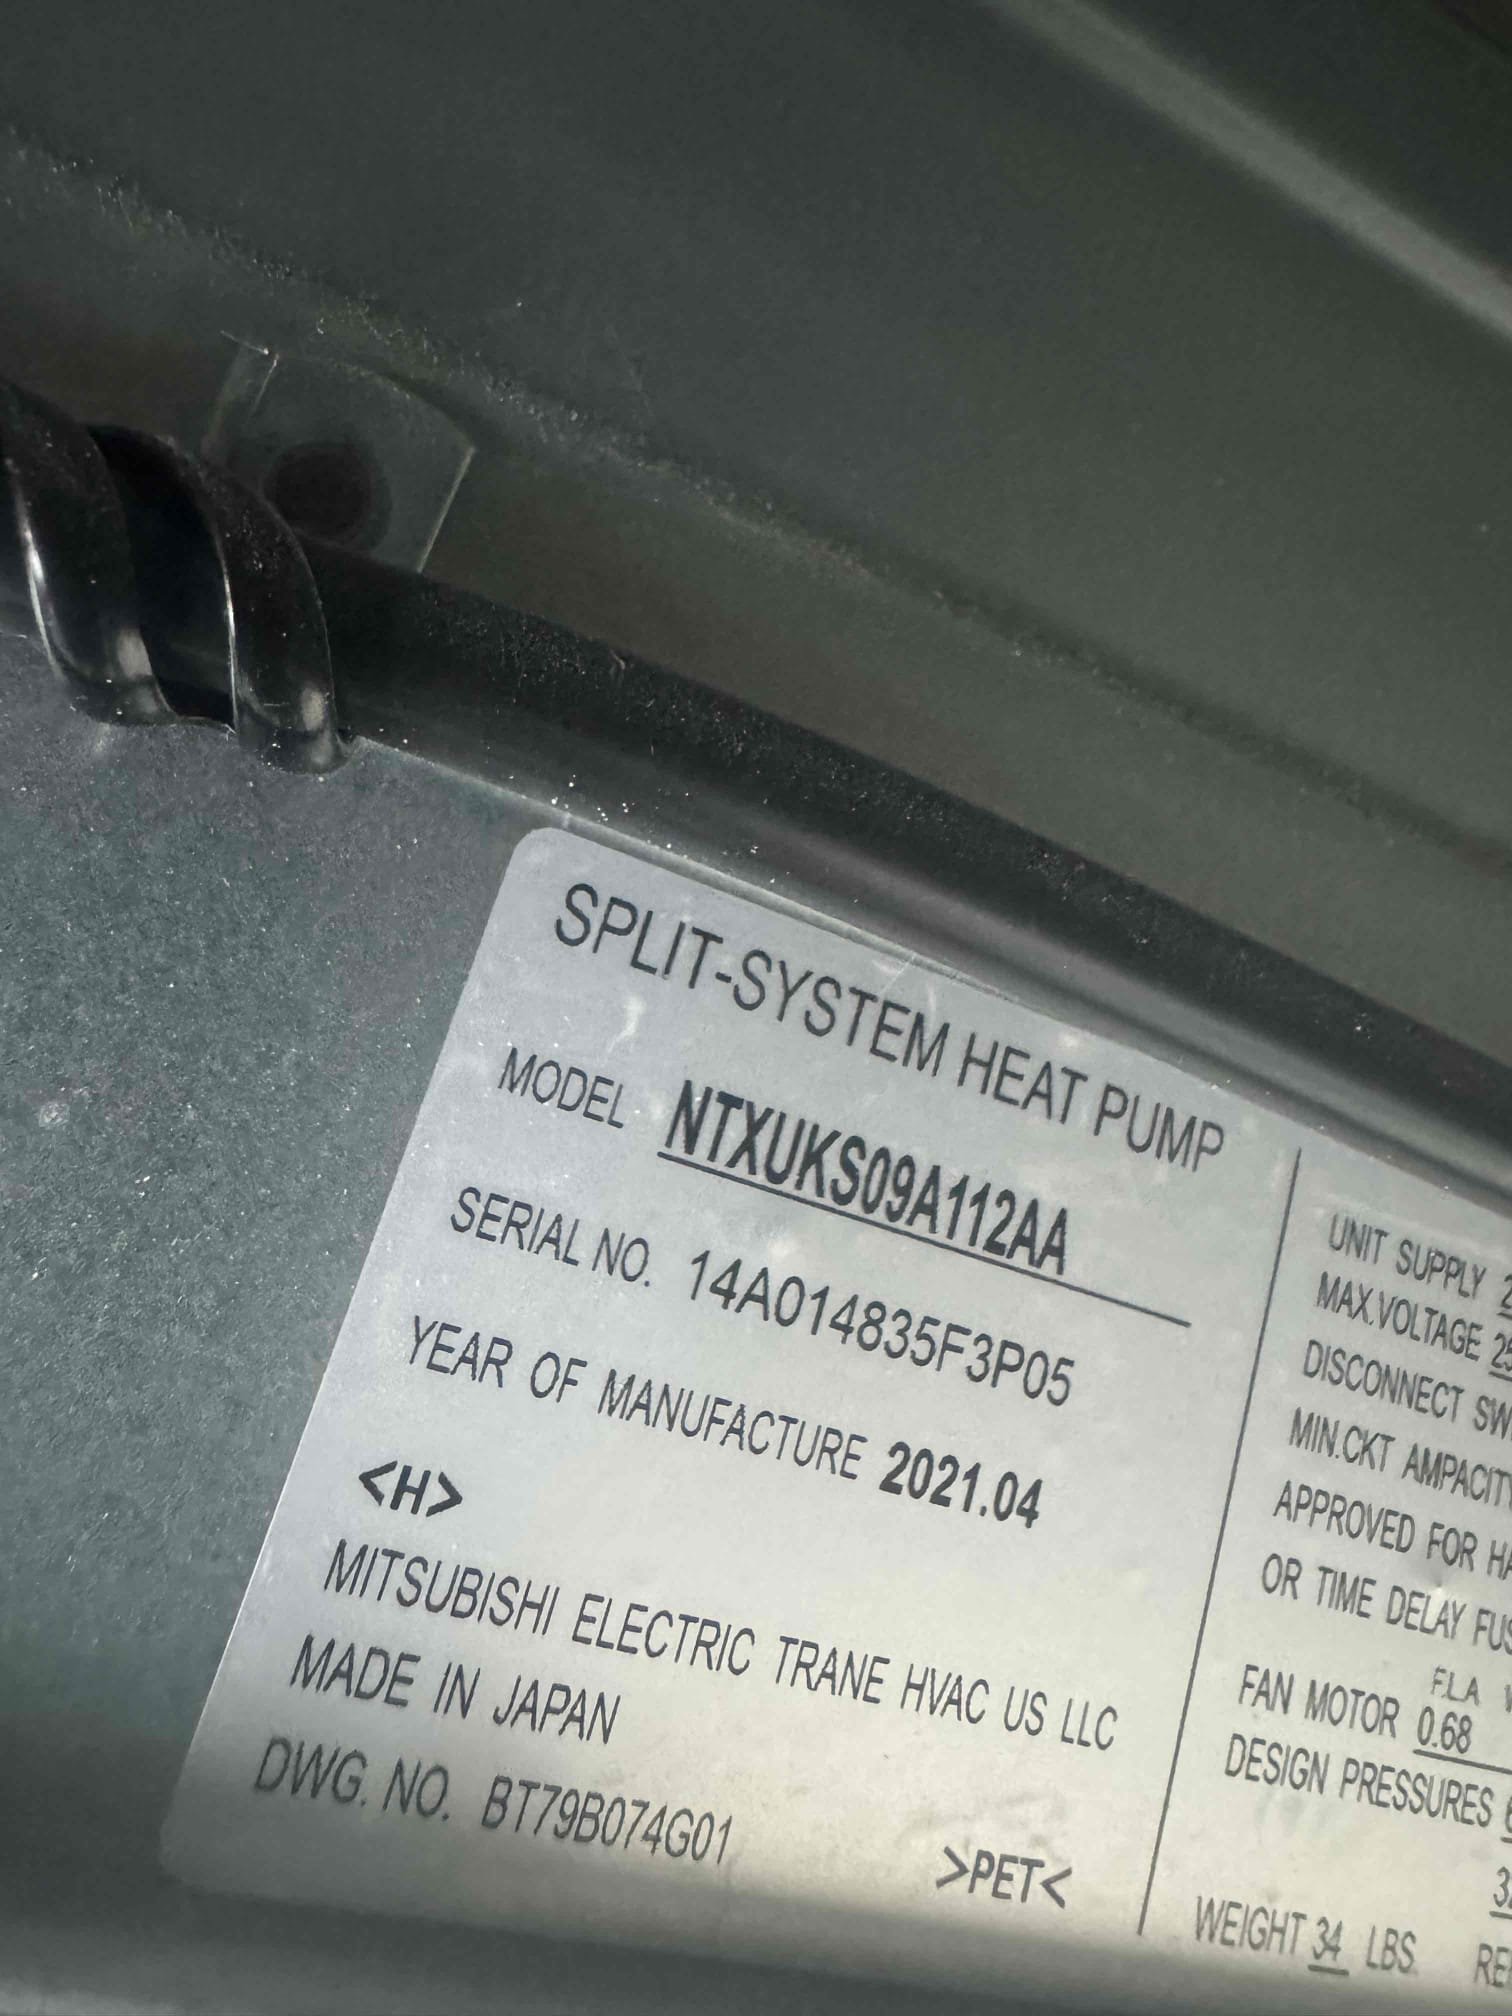 SPLIT-SYSTEM HEAT PUMP
MODEL NTXUKS09A112AA
SERIAL NO. 14A014835F3P05
YEAR OF MANUFACTURE 2021.04
<H>
MITSUBISHI ELECTRIC TRANE HVAC US LLC
MADE IN JAPAN
DWG. NO. BT79B074G01
>PET<
UNIT SUPPLY
MAX.VOLTAGE
DISCONNECT
MIN.CKT AMPACITY
APPROVED FOR
OR TIME DELAY
F.L.A
FAN MOTOR 0.68
DESIGN PRESSURES
WEIGHT 34 LBS